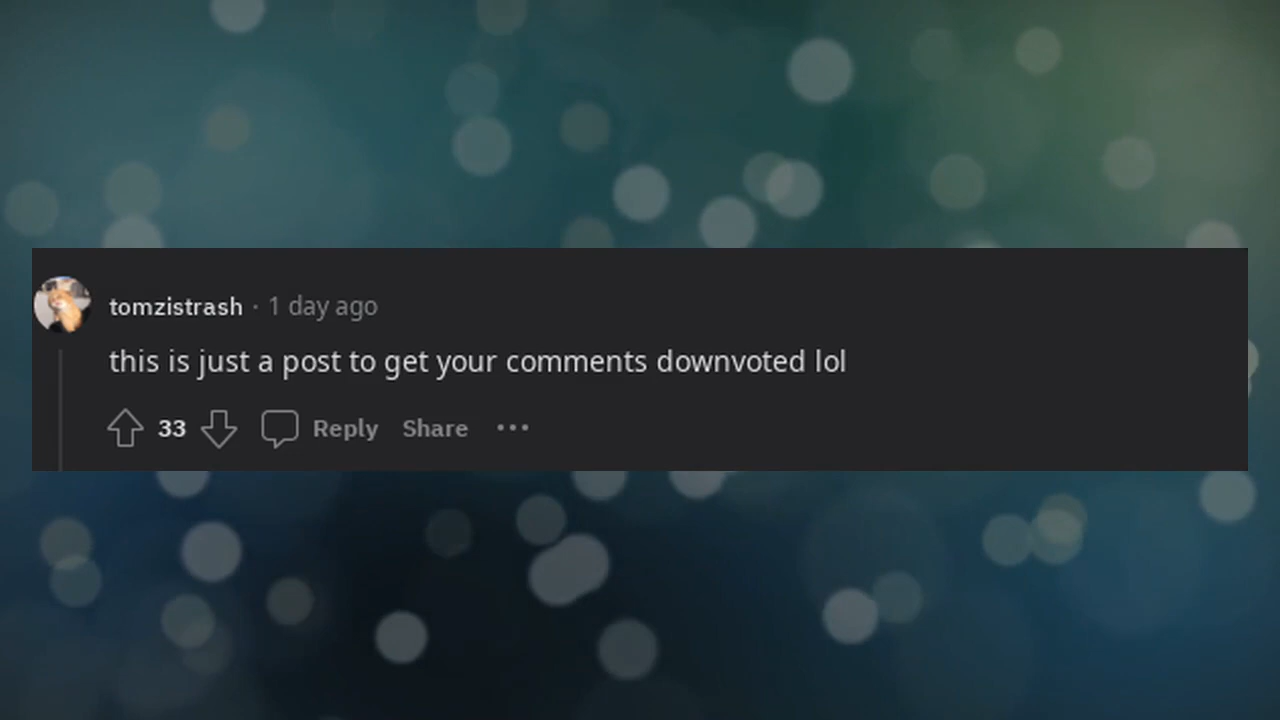 tomzistrash · 1 day ago
this is just a post to get your comments downvoted lol
33 Reply Share